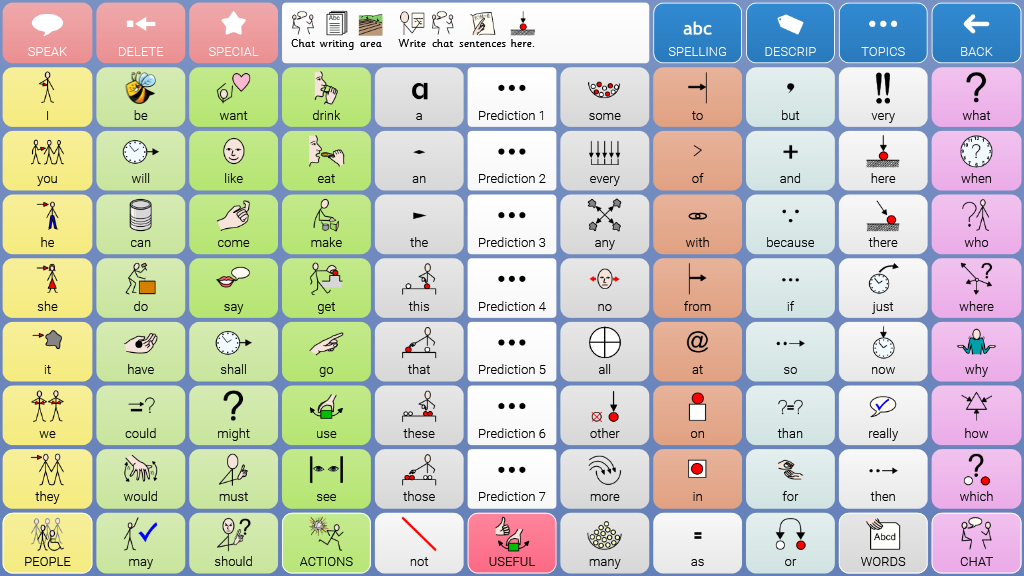 SPEAK DELETE SPECIAL Chat writing area Write chat sentences here. abc SPELLING DESCRIP TOPICS BACK
I be want drink a Prediction 1 some to but very what
you will like eat an Prediction 2 every of and here when
he can come make the Prediction 3 any with because there who
she do say get this Prediction 4 no from if just where
it have shall go that Prediction 5 all at so now why
we could might use these Prediction 6 other on than really how
they would must see those Prediction 7 more in for then which
PEOPLE may should ACTIONS not USEFUL many as or WORDS CHAT